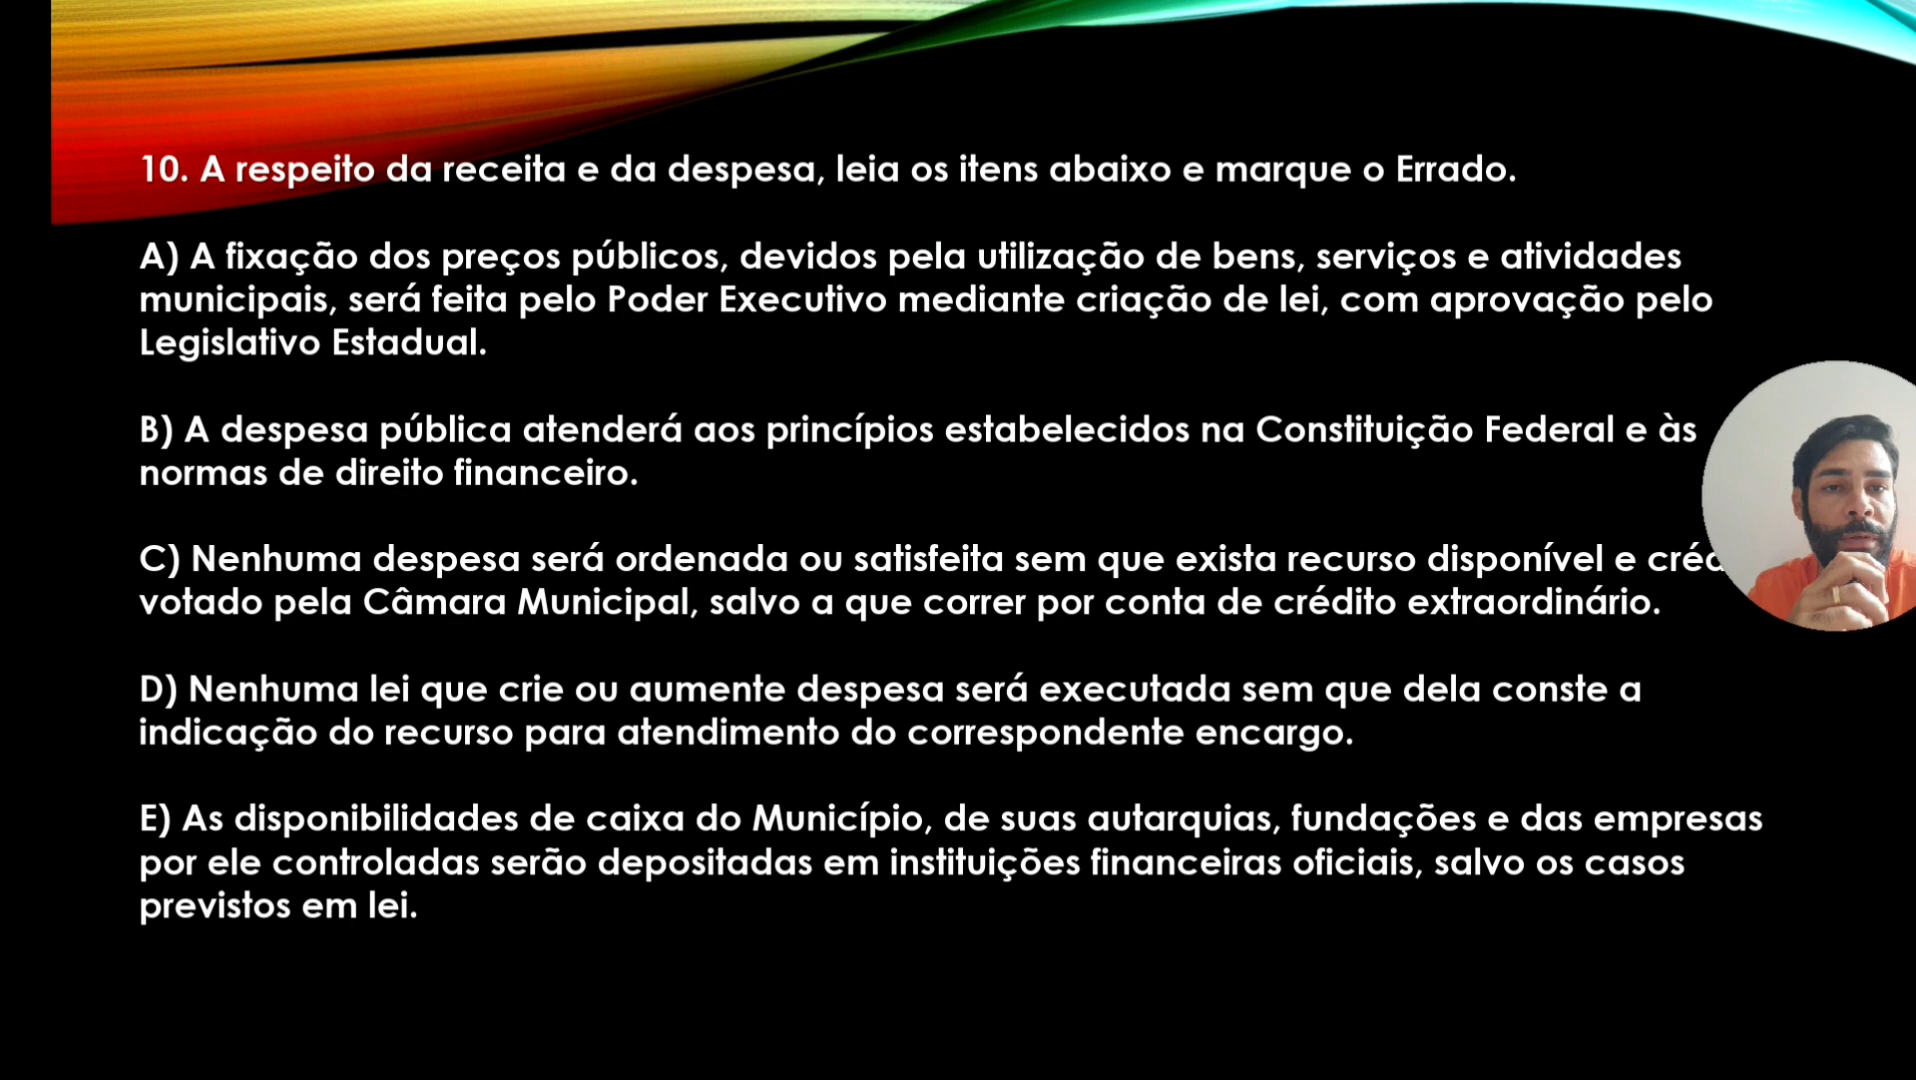 10. A respeito da receita e da despesa, leia os itens abaixo e marque o Errado.
A) A fixação dos preços públicos, devidos pela utilização de bens, serviços e atividades
municipais, será feita pelo Poder Executivo mediante criação de lei, com aprovação pelo
Legislativo Estadual.
B) A despesa pública atenderá aos princípios estabelecidos na Constituição Federal e às
normas de direito financeiro.
C) Nenhuma despesa será ordenada ou satisfeita sem que exista recurso disponível e
votado pela Câmara Municipal, salvo a que correr por conta de crédito extraordinário.
D) Nenhuma lei que crie ou aumente despesa será executada sem que dela conste a
indicação do recurso para atendimento do correspondente encargo.
E) As disponibilidades de caixa do Município, de suas autarquias, fundações e das empresas
por ele controladas serão depositadas em instituições financeiras oficiais, salvo os casos
previstos em lei.